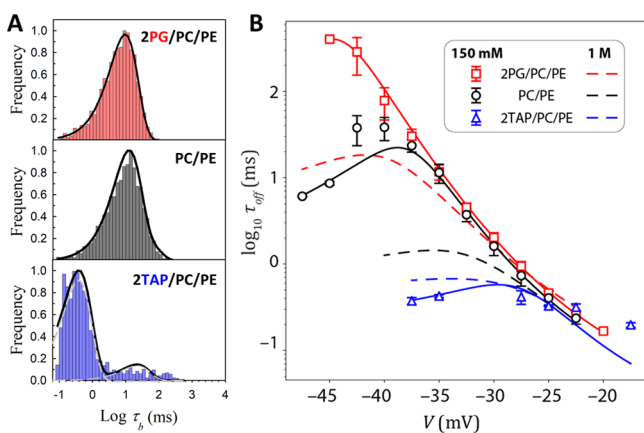 A
2PG/PC/PE
Frequency
1.0
0.8
0.6
0.4
0.2
0.0
PC/PE
Frequency
1.0
0.8
0.6
0.4
0.2
2TAP/PC/PE
Frequency
1.0
0.8
0.6
0.4
0.2
0.0
-1 0 1 2 3 4
Log τb (ms)
B
150 mM 1 M
2PG/PC/PE
PC/PE
2TAP/PC/PE
log10 τoff (ms)
2
1
0
−1
−45 −40 −35 −30 −25 −20
V (mV)